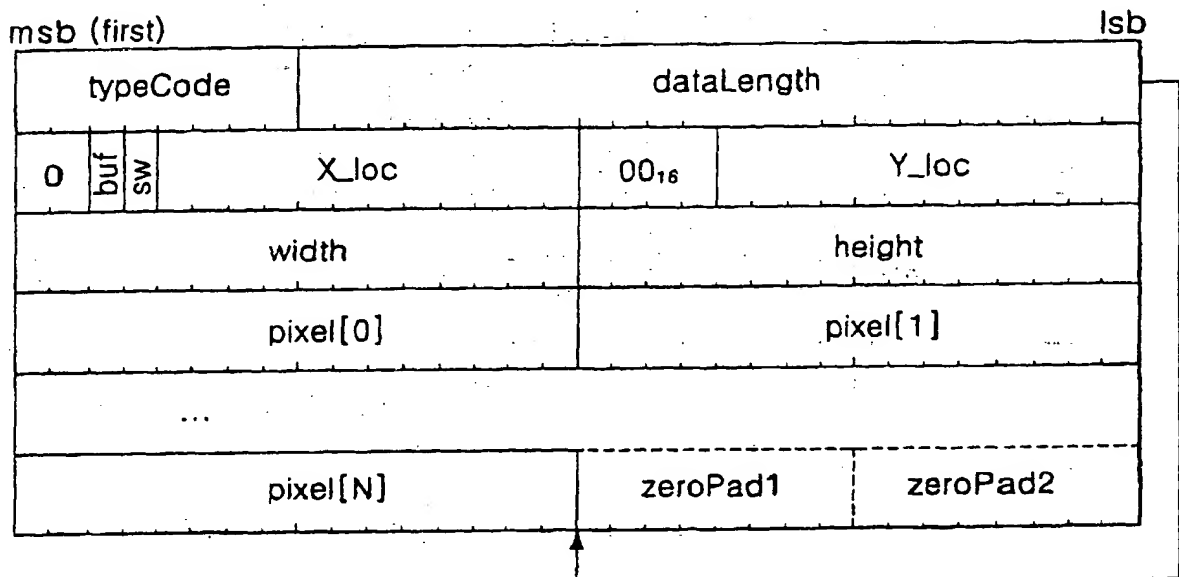 msb (first) lsb
typeCode dataLength
0 buf sw X_loc 00₁₆ Y_loc
width height
pixel[0] pixel[1]
...
pixel[N] zeroPad1 zeroPad2